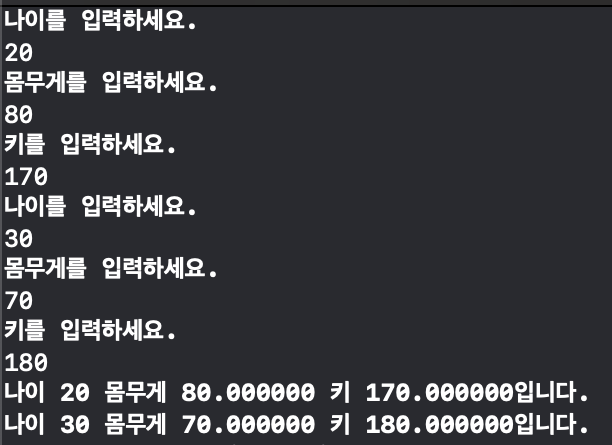 나이를 입력하세요.
20
몸무게를 입력하세요.
80
키를 입력하세요.
170
나이를 입력하세요.
30
몸무게를 입력하세요.
70
키를 입력하세요.
180
나이 20 몸무게 80.000000 키 170.000000입니다.
나이 30 몸무게 70.000000 키 180.000000입니다.